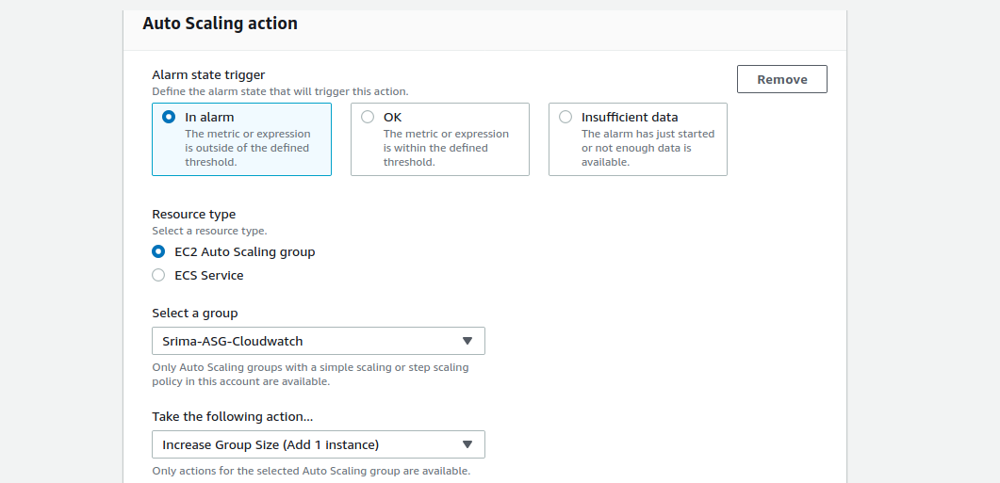 Auto Scaling action
Alarm state trigger
Define the alarm state that will trigger this action.
Remove
In alarm
The metric or expression
is outside of the defined
threshold.
OK
The metric or expression
is within the defined
threshold.
Insufficient data
The alarm has just started
or not enough data is
available.
Resource type
Select a resource type.
EC2 Auto Scaling group
ECS Service
Select a group
Srima-ASG-Cloudwatch
Only Auto Scaling groups with a simple scaling or step scaling
policy in this account are available.
Take the following action...
Increase Group Size (Add 1 instance)
Only actions for the selected Auto Scaling group are available.